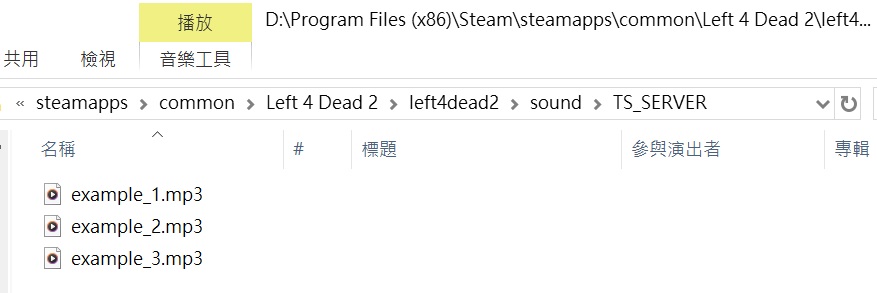 播放 D:\Program Files (x86)\Steam\steamapps\common\Left 4 Dead 2\left4...
共用 檢視 音樂工具
« steamapps > common > Left 4 Dead 2 > left4dead2 > sound > TS_SERVER
名稱 # 標題 參與演出者 專輯
example_1.mp3
example_2.mp3
example_3.mp3